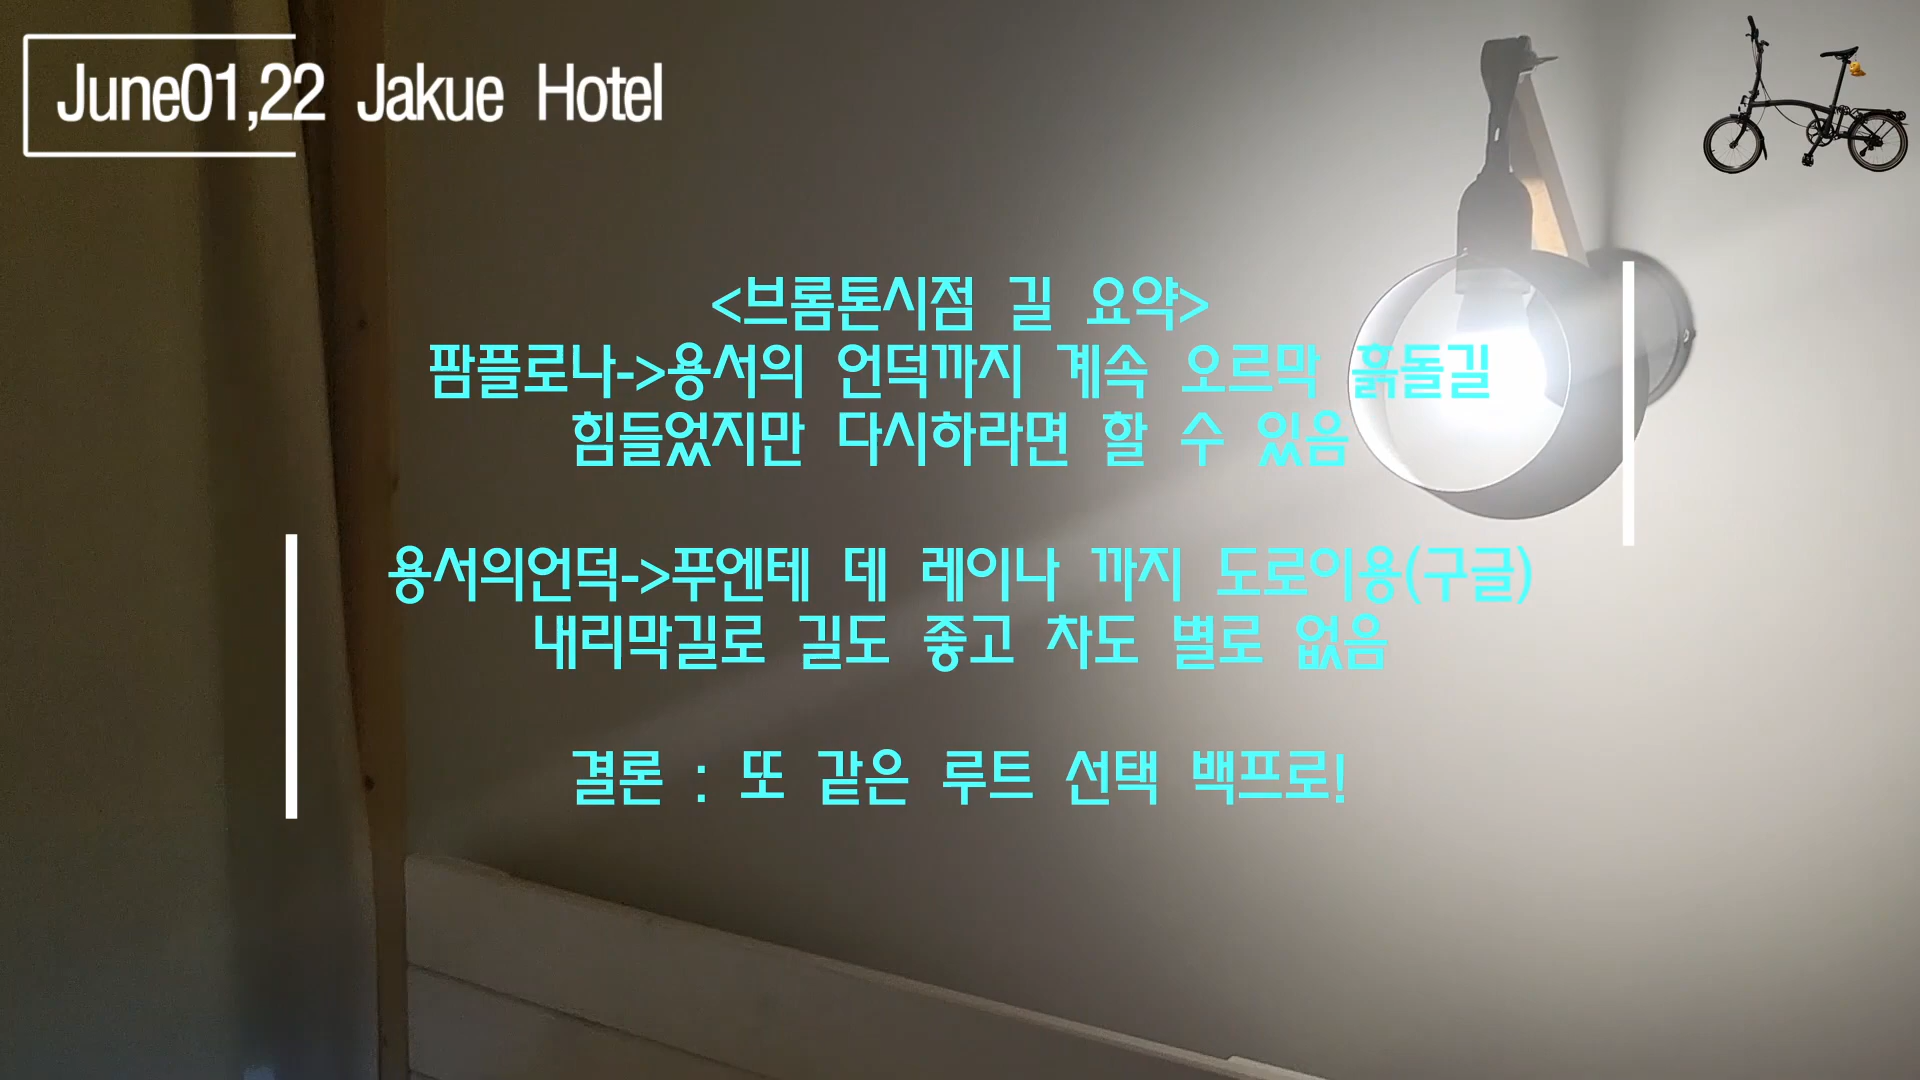 June01,22 Jakue Hotel
<브롬톤시점 길 요약>
팜플로나->용서의 언덕까지 계속 오르막 흙돌길
힘들었지만 다시하라면 할 수 있음
용서의언덕->푸엔테 데 레이나 까지 도로이용(구글)
내리막길로 길도 좋고 차도 별로 없음
결론 : 또 같은 루트 선택 백프로!